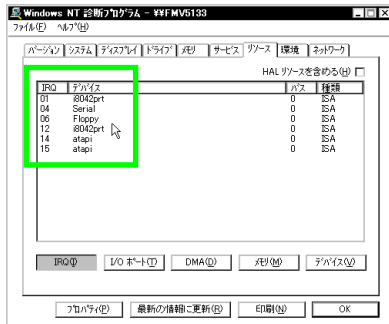 Windows NT 診断ﾌﾟﾛｸﾞﾗﾑ - ¥¥FMV5133
ﾌｧｲﾙ(F) ﾍﾙﾌﾟ(H)
ﾊﾞｰｼﾞｮﾝ ｼｽﾃﾑ ﾃﾞｨｽﾌﾟﾚｲ ﾄﾞﾗｲﾌﾞ ﾒﾓﾘ ｻｰﾋﾞｽ ﾘｿｰｽ 環境 ﾈｯﾄﾜｰｸ
HAL ﾘｿｰｽを含める(H)
IRQ ﾃﾞﾊﾞｲｽ ﾊﾞｽ 種類
01 i8042prt 0 ISA
04 Serial 0 ISA
06 Floppy 0 ISA
12 i8042prt 0 ISA
14 atapi 0 ISA
15 atapi 0 ISA
IRQ(I) I/O ﾎﾟｰﾄ(T) DMA(D) ﾒﾓﾘ(M) ﾃﾞﾊﾞｲｽ(V)
ﾌﾟﾛﾊﾟﾃｨ(P) 最新の情報に更新(R) 印刷(N) OK